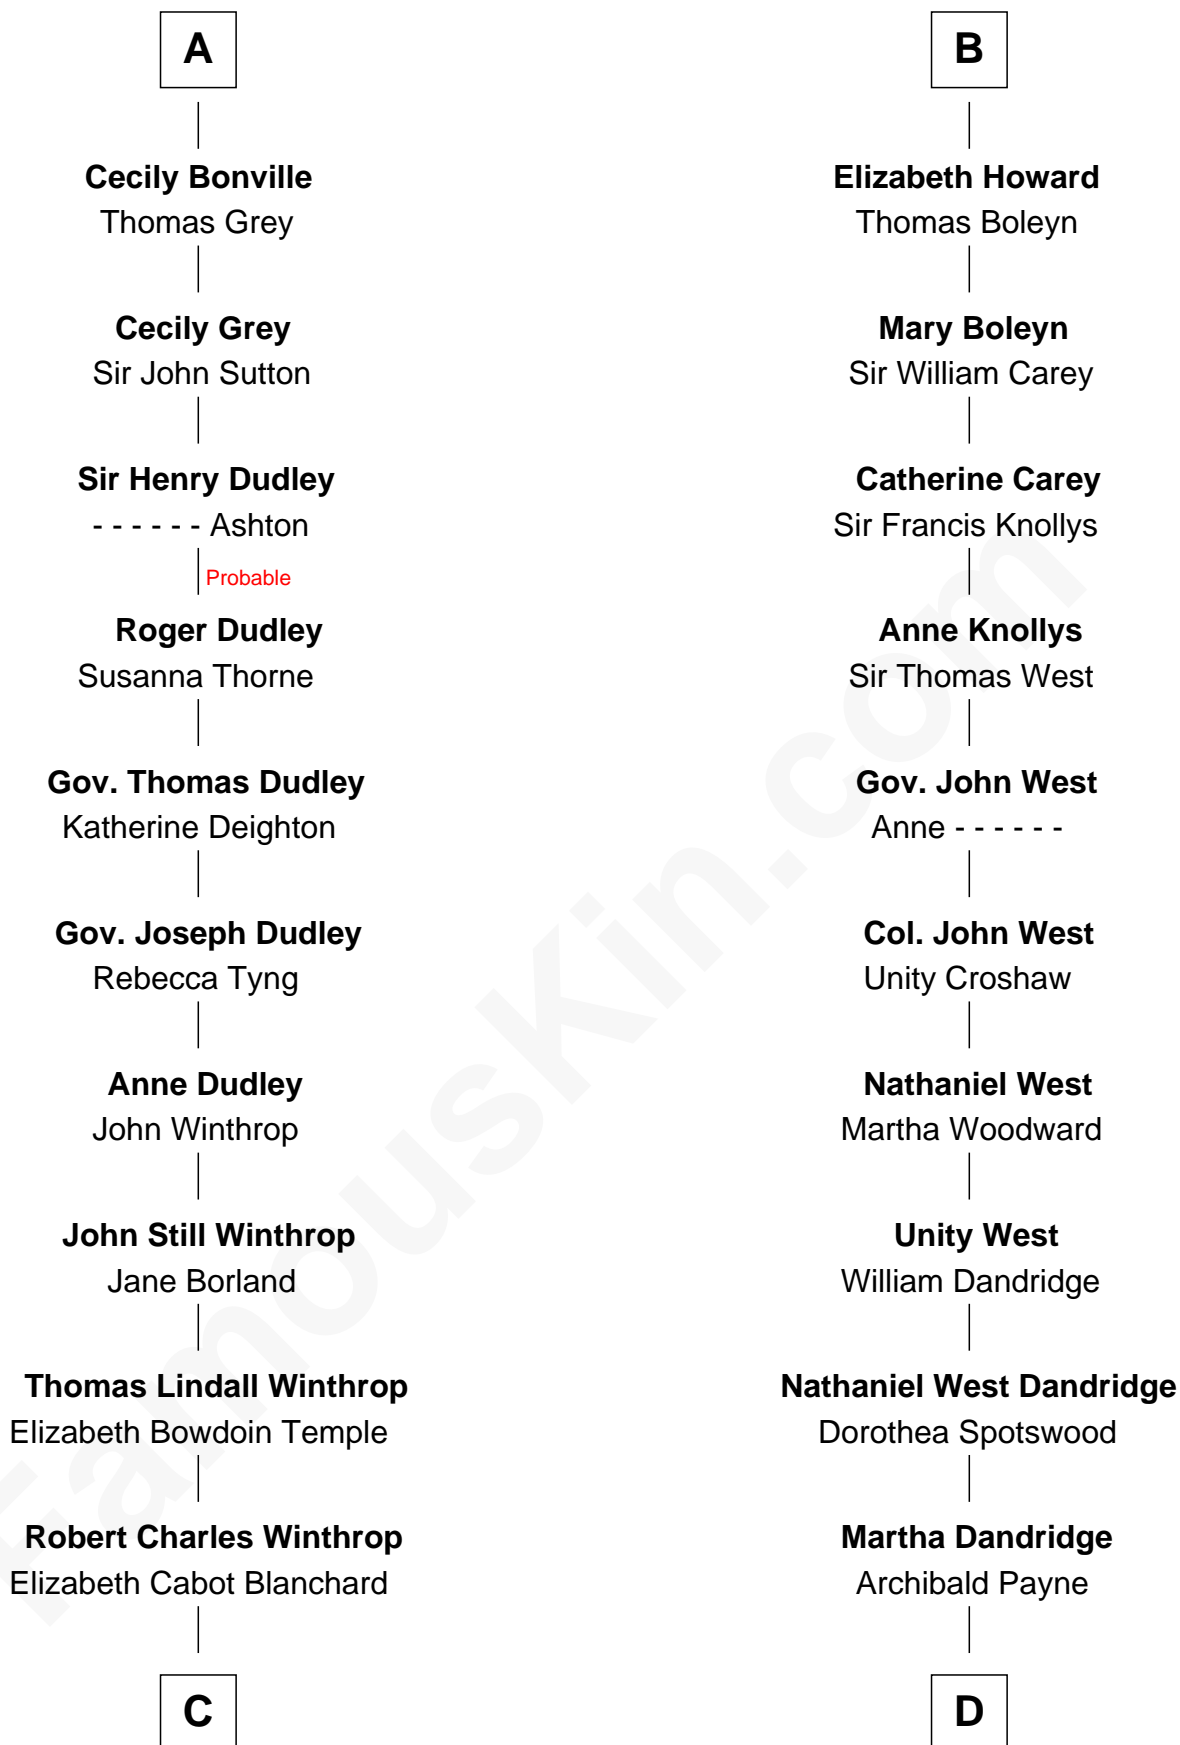 A
Cecily Bonville
Thomas Grey
Cecily Grey
Sir John Sutton
Sir Henry Dudley
- - - - - - Ashton
Probable
Roger Dudley
Susanna Thorne
Gov. Thomas Dudley
Katherine Deighton
Gov. Joseph Dudley
Rebecca Tyng
Anne Dudley
John Winthrop
John Still Winthrop
Jane Borland
Thomas Lindall Winthrop
Elizabeth Bowdoin Temple
Robert Charles Winthrop
Elizabeth Cabot Blanchard
C
B
Elizabeth Howard
Thomas Boleyn
Mary Boleyn
Sir William Carey
Catherine Carey
Sir Francis Knollys
Anne Knollys
Sir Thomas West
Gov. John West
Anne - - - - - -
Col. John West
Unity Croshaw
Nathaniel West
Martha Woodward
Unity West
William Dandridge
Nathaniel West Dandridge
Dorothea Spotswood
Martha Dandridge
Archibald Payne
D
FamousKin.com